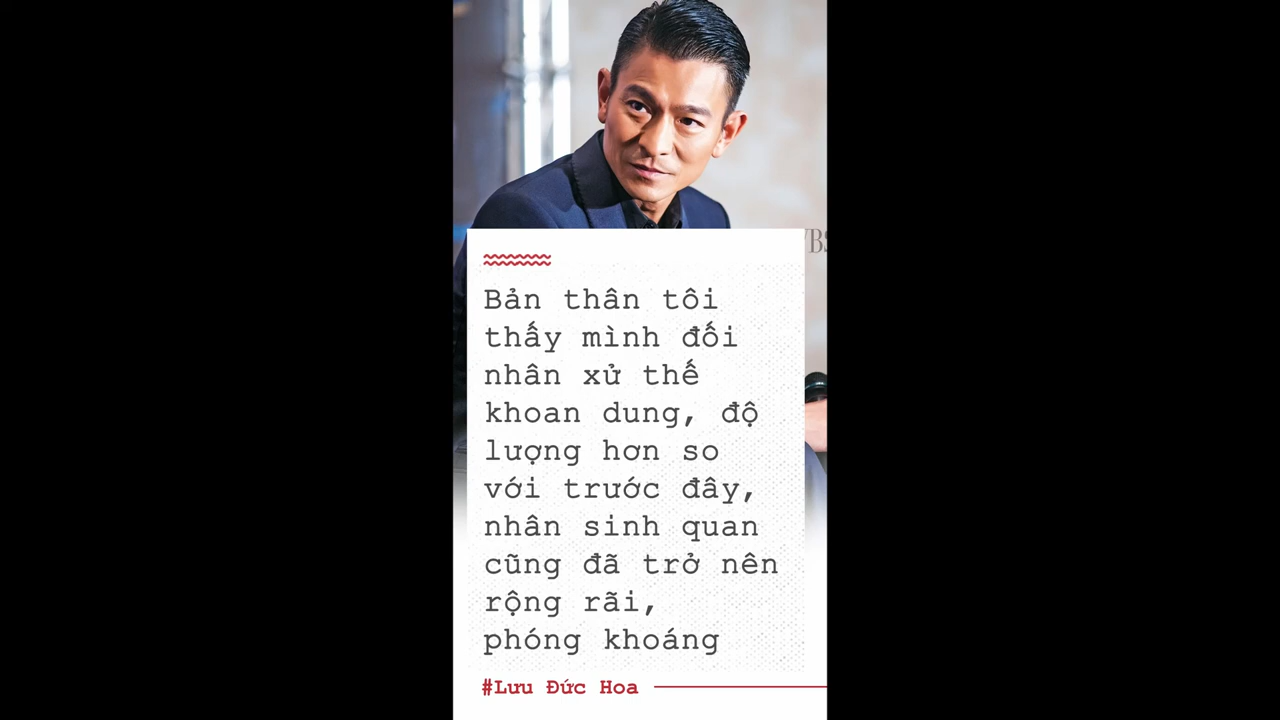 Bản thân tôi
thấy mình đối
nhân xử thế
khoan dung, độ
lượng hơn so
với trước đây,
nhân sinh quan
cũng đã trở nên
rộng rãi,
phóng khoáng
#Lưu Đức Hoa